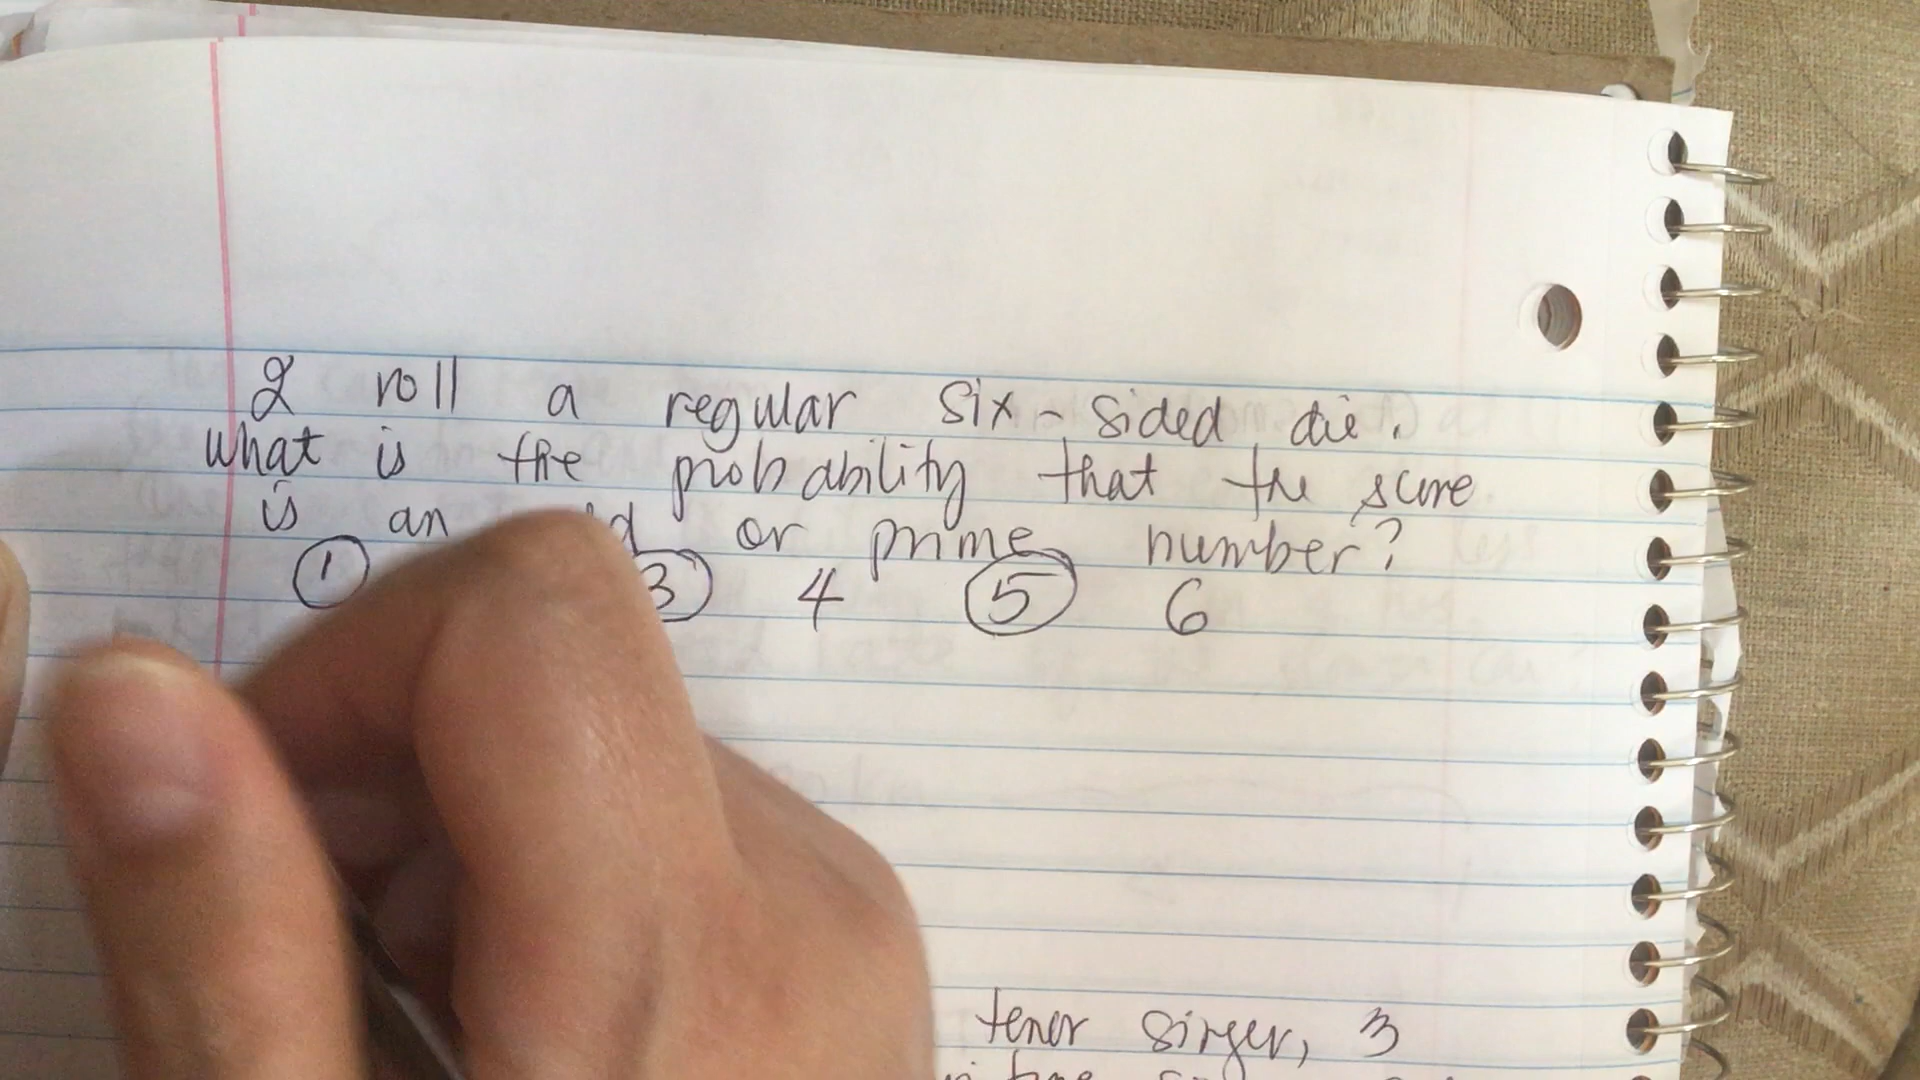 I roll a regular six-sided die.
What is the probability that the score
is an or prime number?
1 3 4 5 6
tenor singer, 3